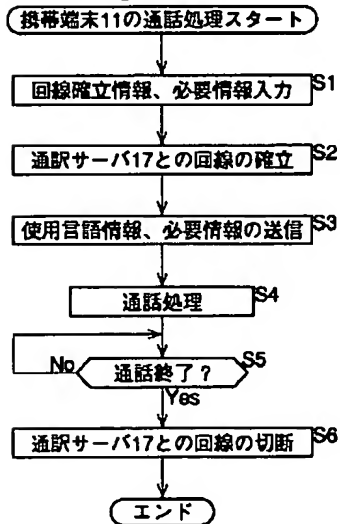 携帯端末11の通話処理スタート
回線確立情報、必要情報入力 S1
通訳サーバ17との回線の確立 S2
使用言語情報、必要情報の送信 S3
通話処理 S4
No 通話終了？ S5
Yes
通訳サーバ17との回線の切断 S6
エンド